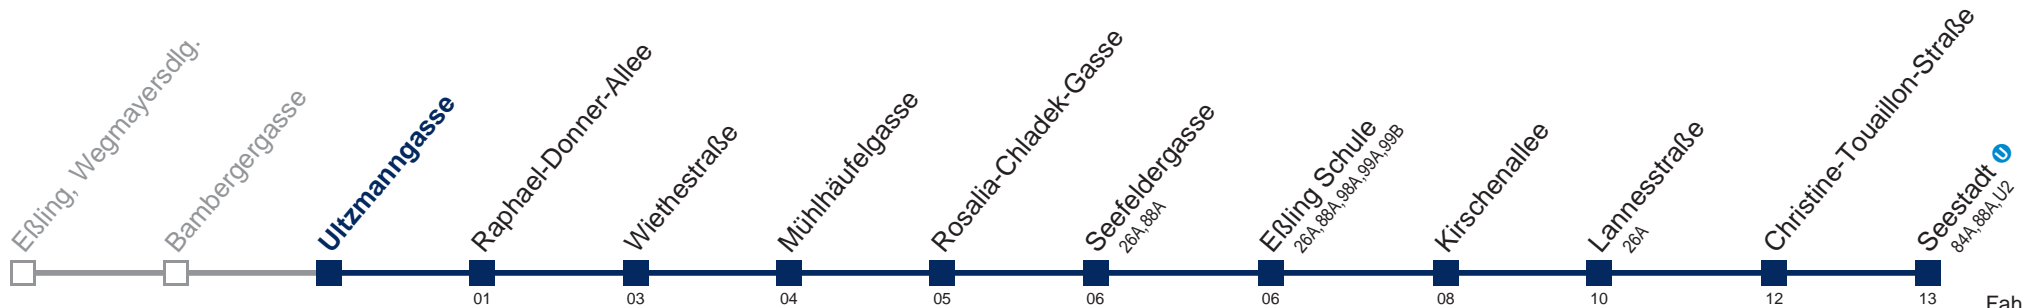 Eßling, Wegmayersdlg.
Bambergergasse
Ultzmanngasse
Raphael-Donner-Allee
Wiethestraße
Mühlhäufelgasse
Rosalia-Chladek-Gasse
Seefeldergasse
26A,88A
Eßling Schule
26A,88A,98A,99A,99B
Kirschenallee
Lannesstraße
26A
Christine-Touaillon-Straße
Seestadt U
84A,88A,U2
01 03 04 05 06 06 08 10 12 13 Fah